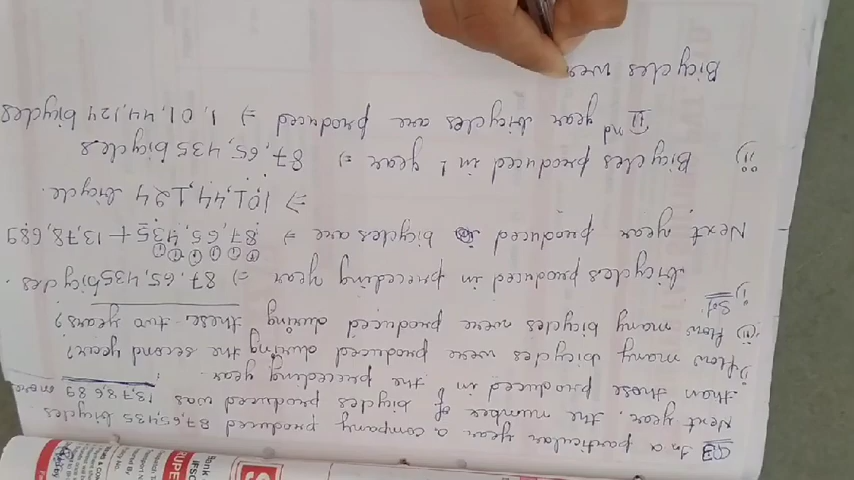 Q3 In a particular year a company produced 87,65,435 bicycles
Next year, the number of bicycles was produced 13,78,689 more
than those produced in the preceding year.
i) How many bicycles were produced during the second year?
ii) How many bicycles were produced during these two years?
Sol
i) bicycles produced in preceding year ⇒ 87,65,435 bicycles.
Next year produced bicycles are ⇒ 87,65,435 + 13,78,689
⇒ 101,44,124 bicycle.
ii) Bicycles produced in 1 year ⇒ 87,65,435 bicycles
IInd year bicycles are produced ⇒ 1,01,44,124 bicycles
Bicycles were